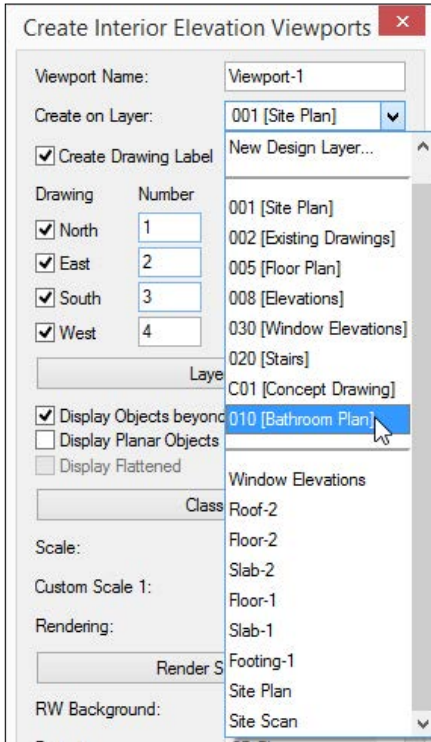 Create Interior Elevation Viewports
Viewport Name: Viewport-1
Create on Layer: 001 [Site Plan]
Create Drawing Label
New Design Layer...
Drawing Number
North 1
East 2
South 3
West 4
001 [Site Plan]
002 [Existing Drawings]
005 [Floor Plan]
008 [Elevations]
030 [Window Elevations]
020 [Stairs]
C01 [Concept Drawing]
010 [Bathroom Plan]
Window Elevations
Roof-2
Floor-2
Slab-2
Floor-1
Slab-1
Footing-1
Site Plan
Site Scan
Laye
Display Objects beyond
Display Planar Objects
Display Flattened
Class
Scale:
Custom Scale 1:
Rendering:
Render S
RW Background: